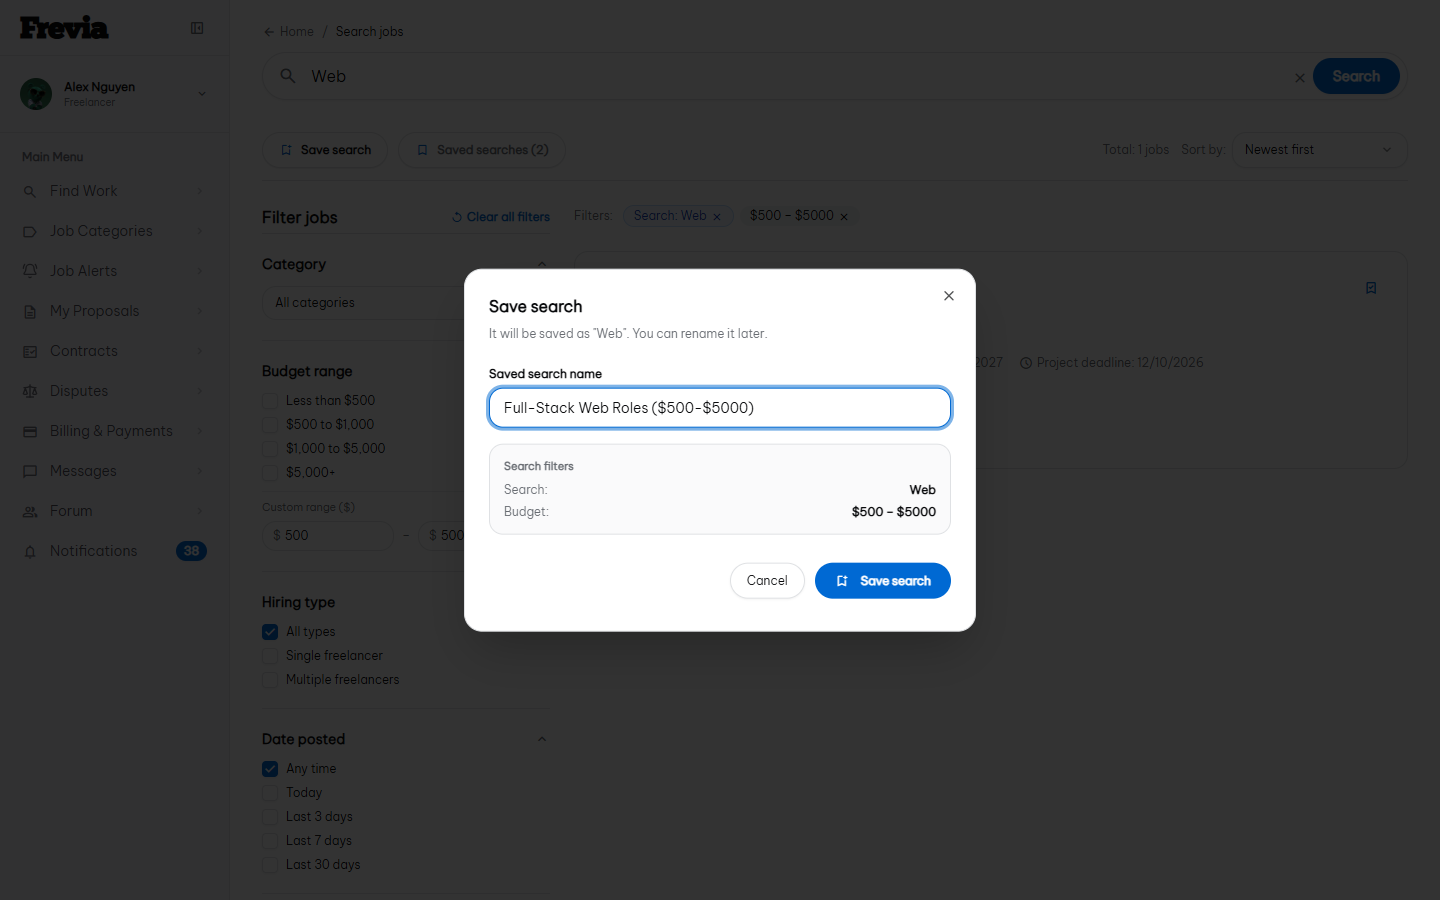 Frevia
Alex Nguyen
Freelancer
Main Menu
Find Work
Job Categories
Job Alerts
My Proposals
Contracts
Disputes
Billing & Payments
Messages
Forum
Notifications 38
Home / Search jobs
Web
Search
Save search
Saved searches (2)
Total: 1 jobs Sort by: Newest first
Filter jobs
Clear all filters
Filters: Search: Web $500 – $5000
Category
All categories
Budget range
Less than $500
$500 to $1,000
$1,000 to $5,000
$5,000+
Custom range ($)
$ 500 – $ 500
Hiring type
All types
Single freelancer
Multiple freelancers
Date posted
Any time
Today
Last 3 days
Last 7 days
Last 30 days
2027 Project deadline: 12/10/2026
Save search
It will be saved as "Web". You can rename it later.
Saved search name
Full-Stack Web Roles ($500-$5000)
Search filters
Search: Web
Budget: $500 – $5000
Cancel
Save search